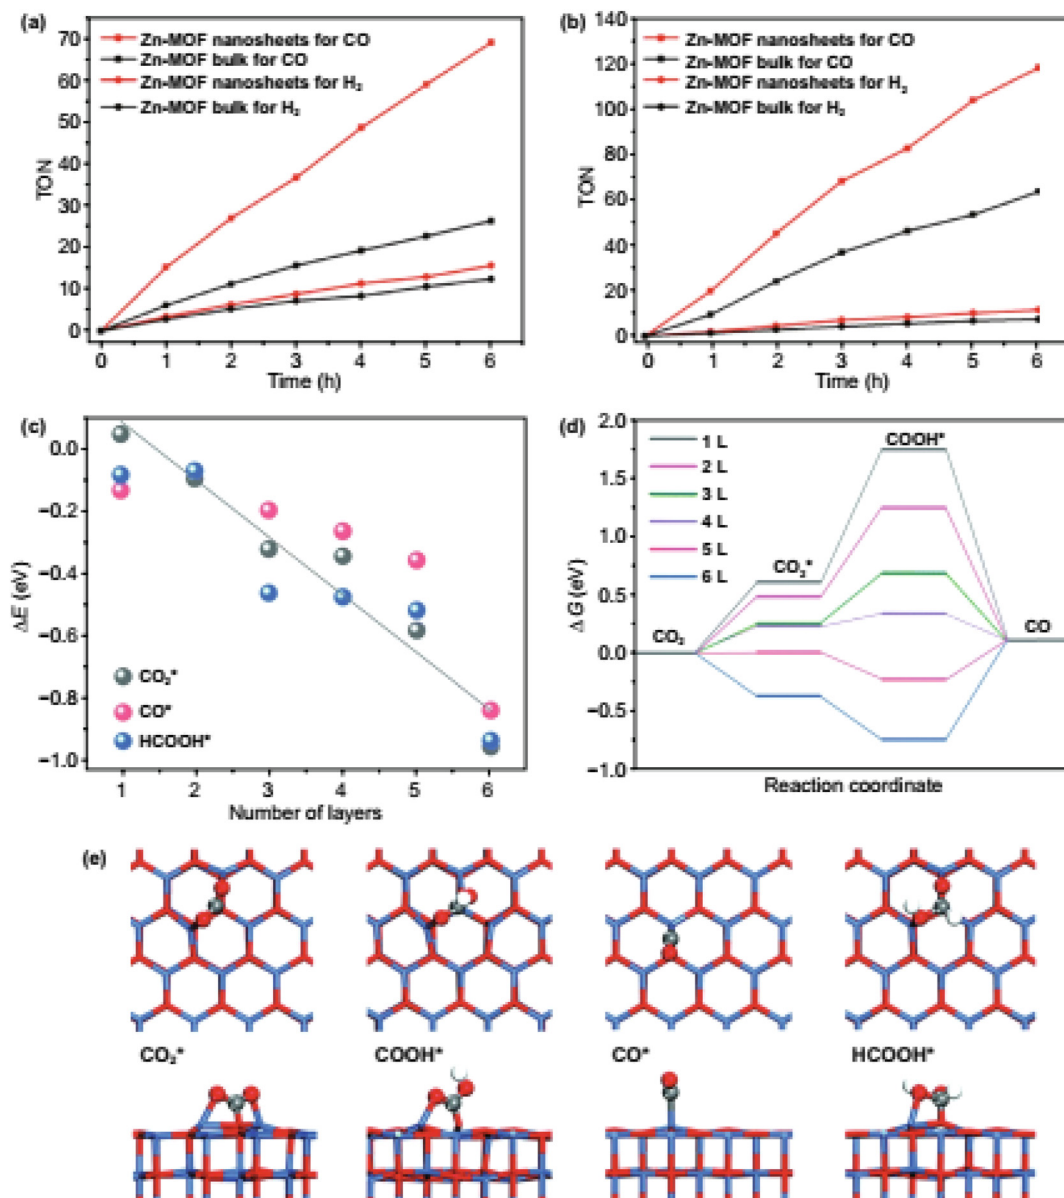 (a)
70
60
50
40
30
20
10
0
TON
Zn-MOF nanosheets for CO
Zn-MOF bulk for CO
Zn-MOF nanosheets for H₂
Zn-MOF bulk for H₂
0 1 2 3 4 5 6
Time (h)
(b)
140
120
100
80
60
40
20
0
TON
Zn-MOF nanosheets for CO
Zn-MOF bulk for CO
Zn-MOF nanosheets for H₂
Zn-MOF bulk for H₂
0 1 2 3 4 5 6
Time (h)
(c)
0.0
−0.2
−0.4
−0.6
−0.8
−1.0
ΔE (eV)
CO₂*
CO*
HCOOH*
1 2 3 4 5 6
Number of layers
(d)
2.0
1.5
1.0
0.5
0.0
−0.5
−1.0
ΔG (eV)
1 L
2 L
3 L
4 L
5 L
6 L
COOH*
CO₂*
CO₂
CO
Reaction coordinate
(e)
CO₂* COOH* CO* HCOOH*